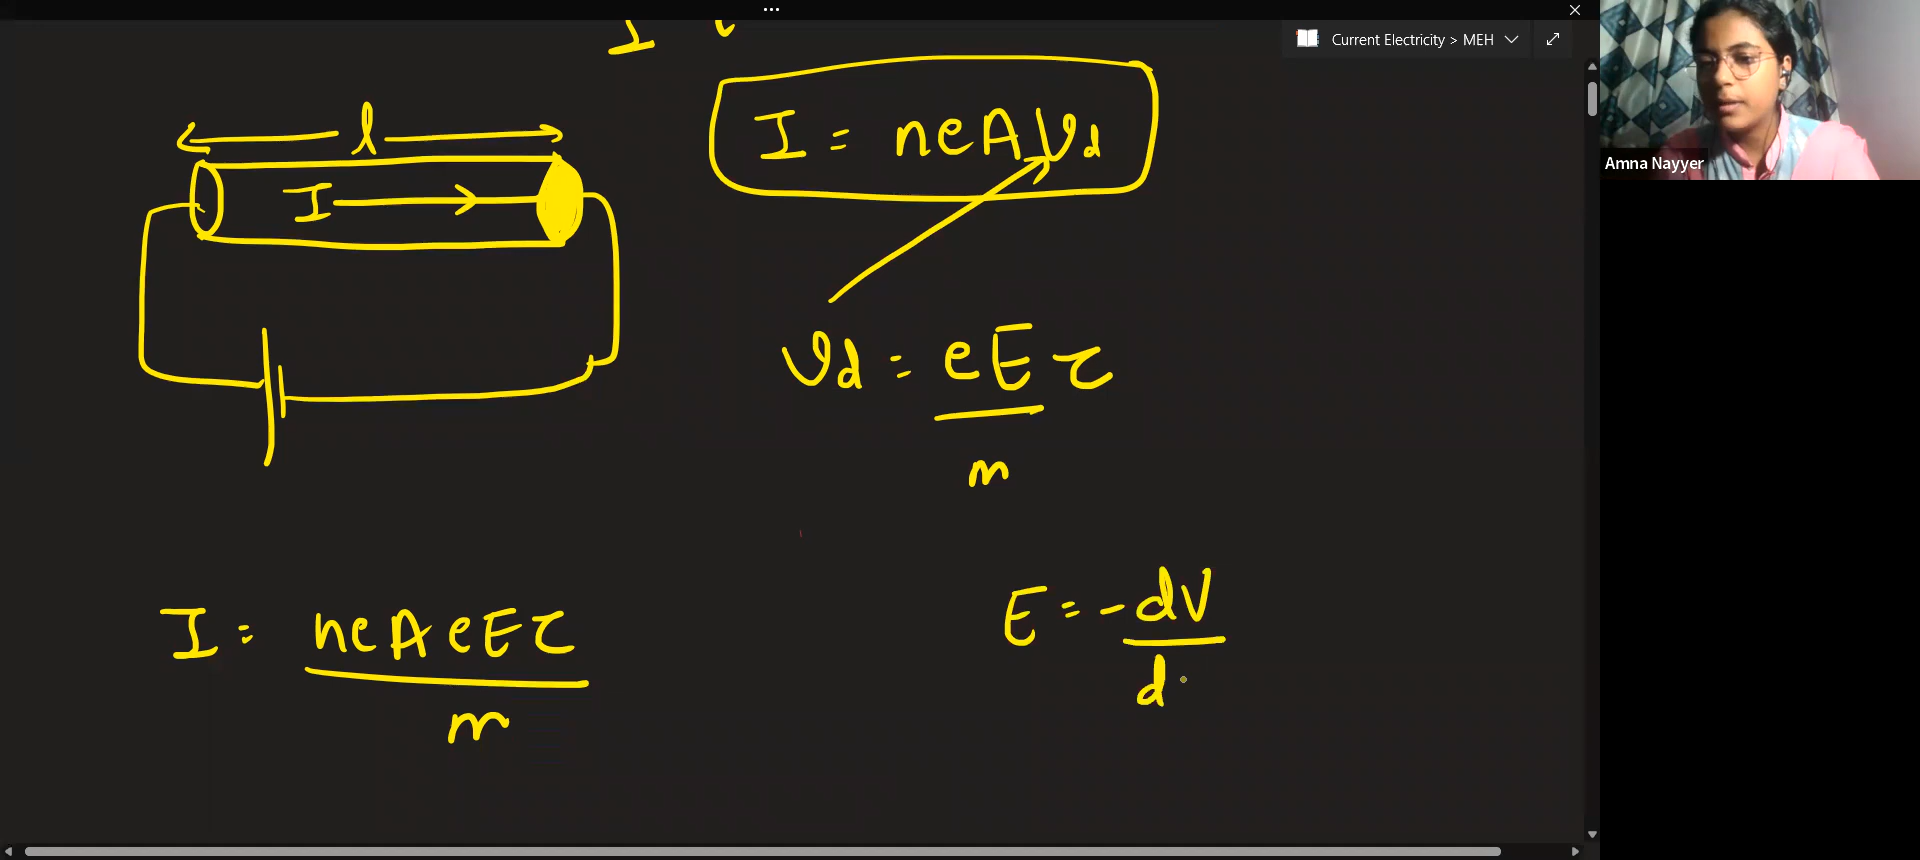 Current Electricity > MEH
Amna Nayyer
l
I = neAvd
I
vd = eEτ
m
I = neAeEτ
m
E = -dV
d